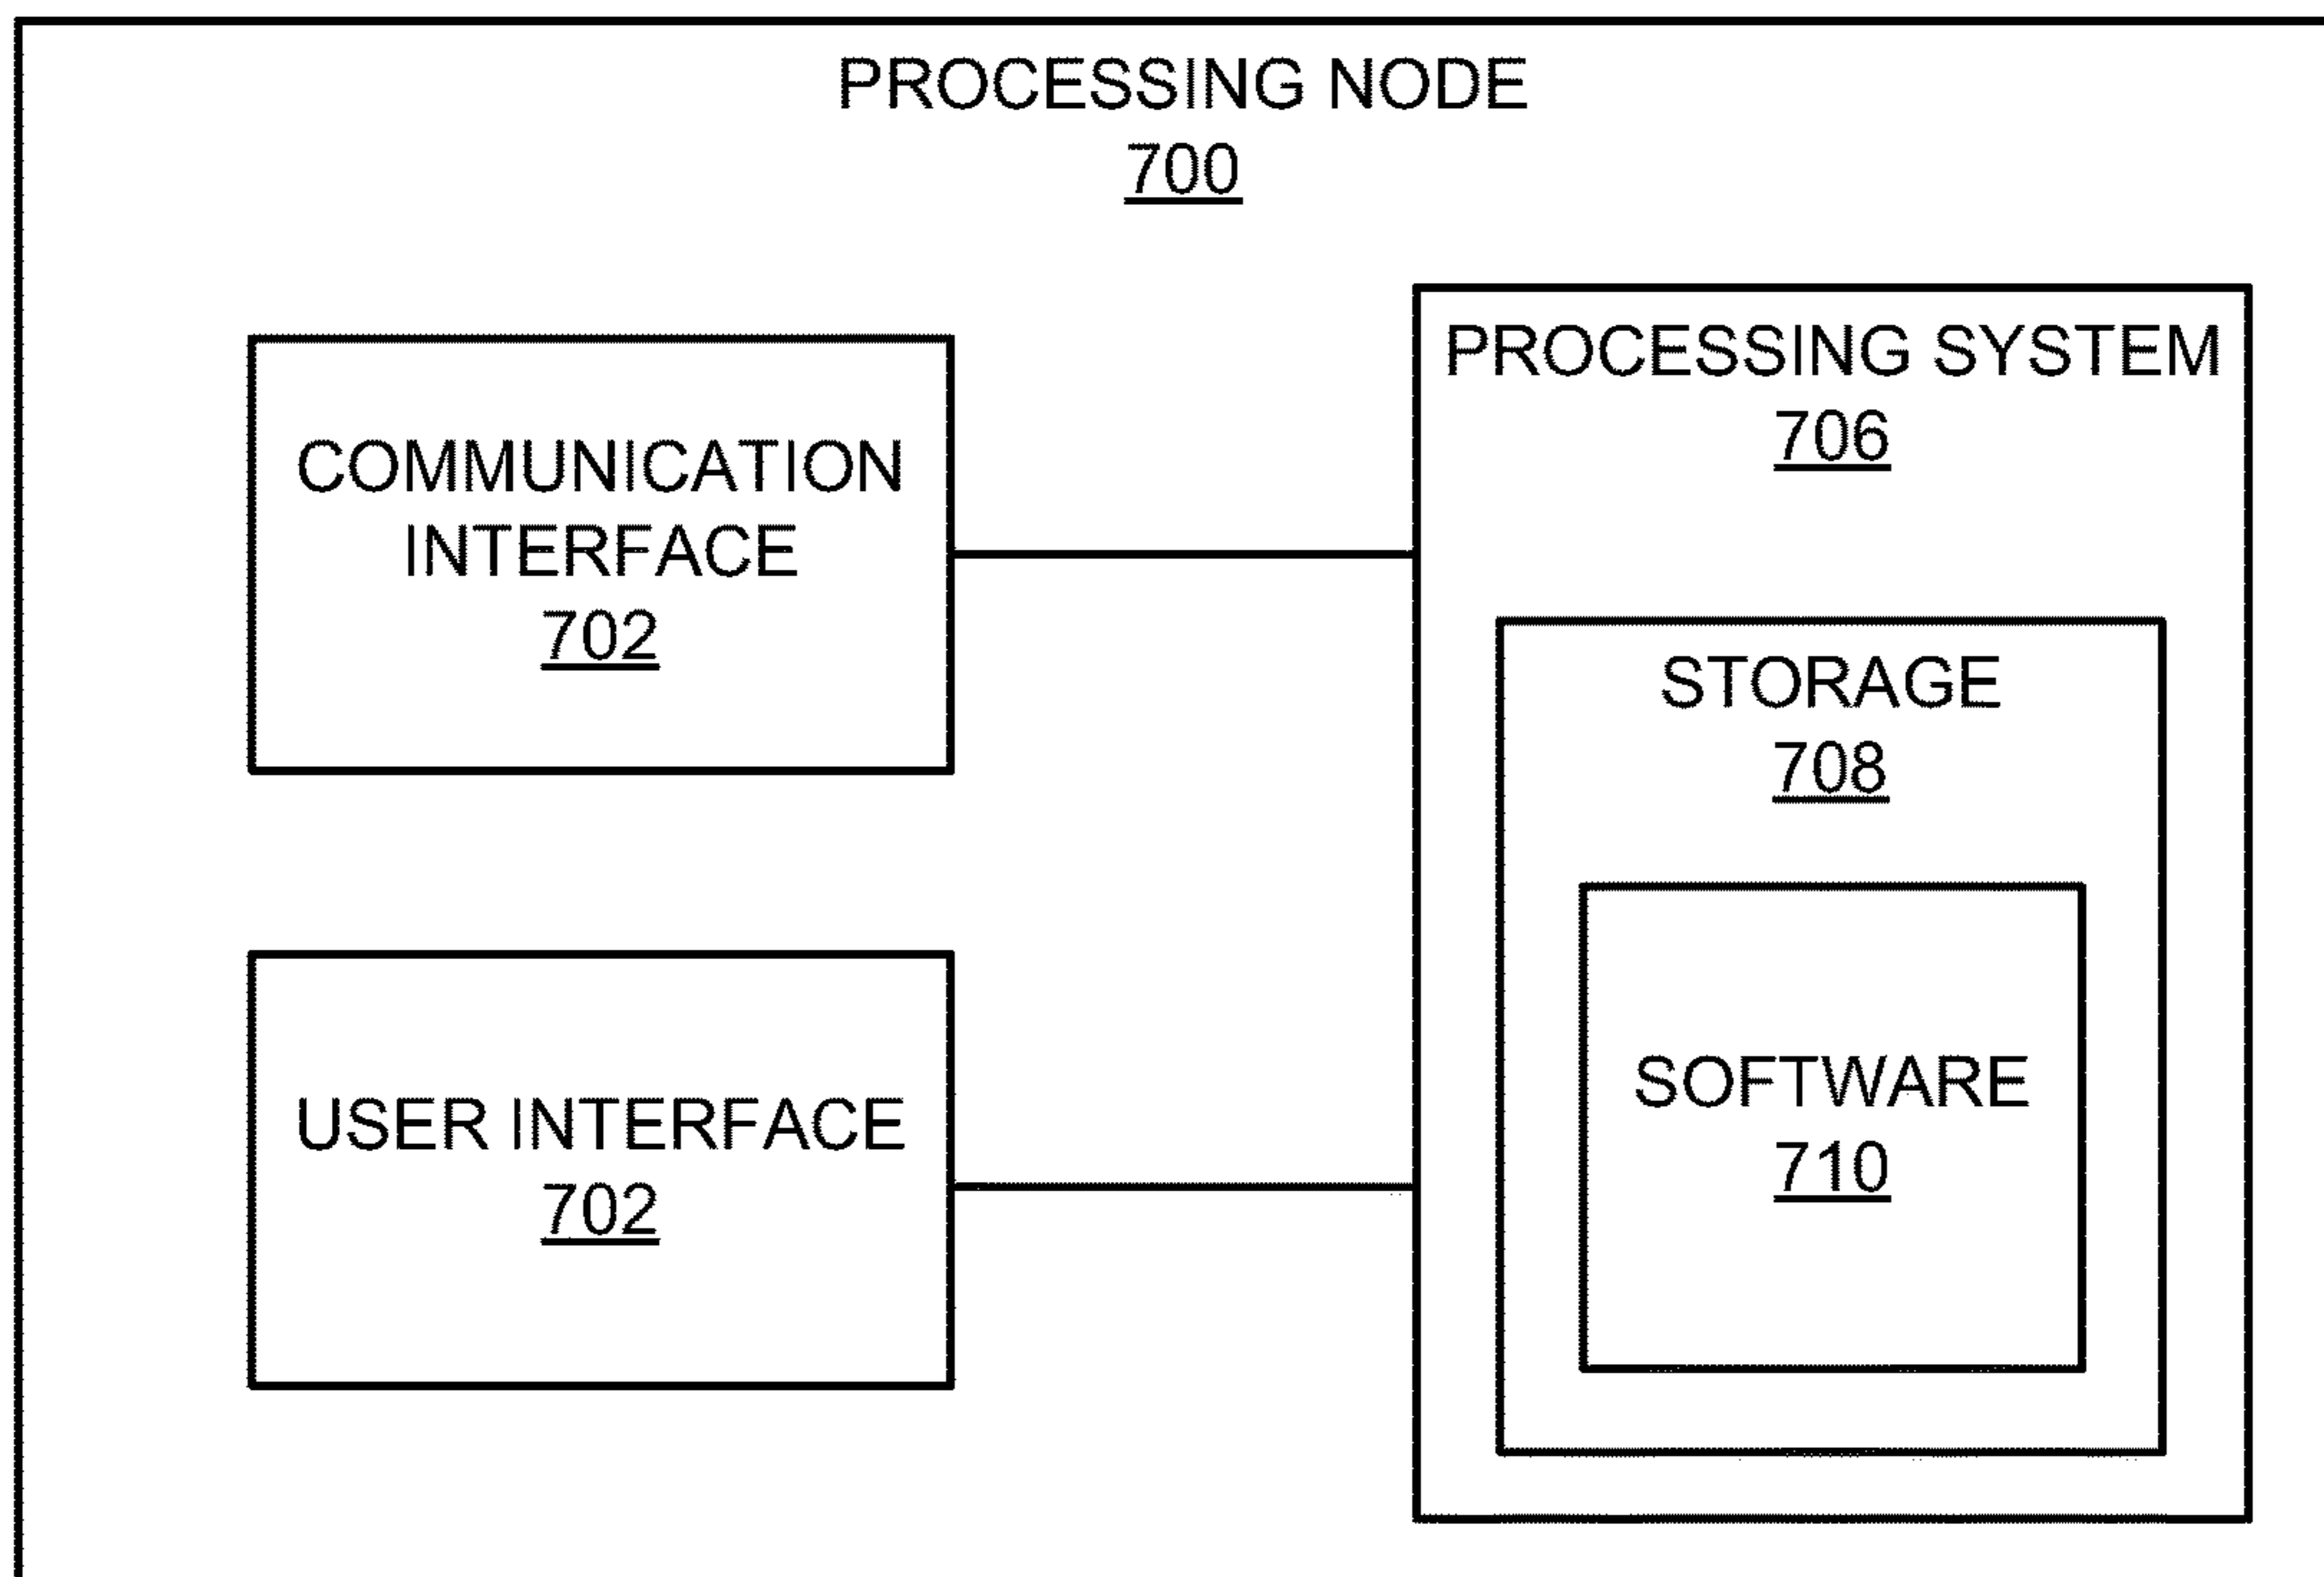 PROCESSING NODE
700
COMMUNICATION
INTERFACE
702
USER INTERFACE
702
PROCESSING SYSTEM
706
STORAGE
708
SOFTWARE
710